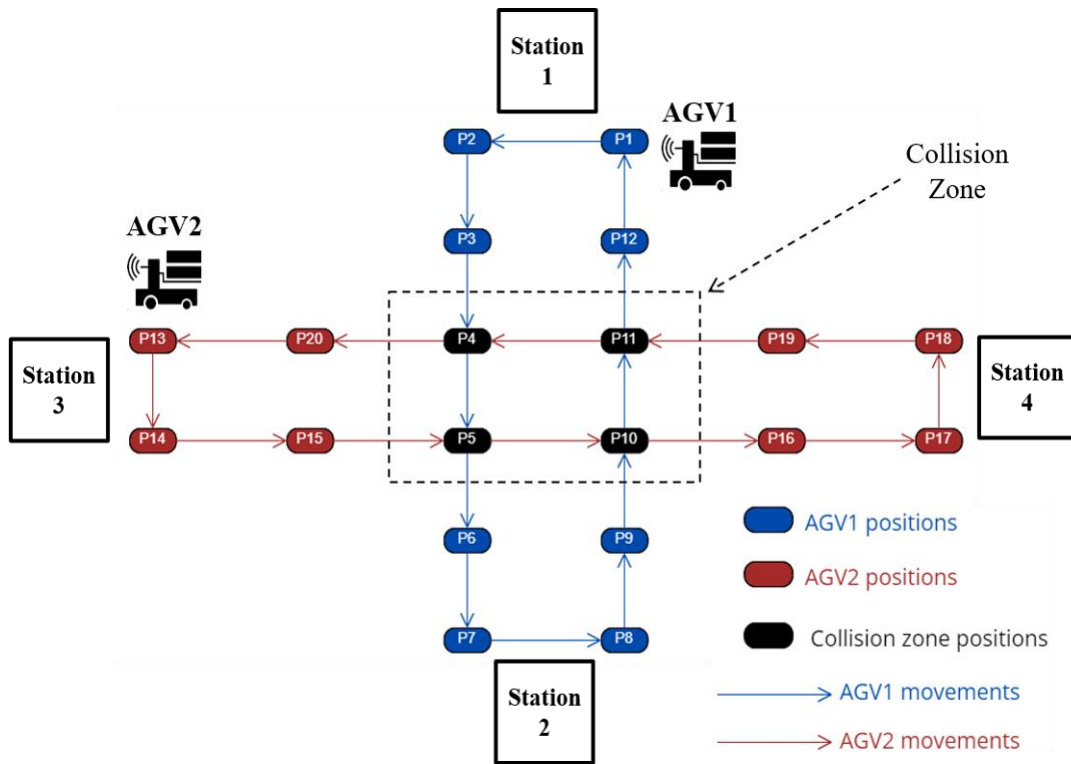 Station
1
AGV1
P2
P1
Collision
Zone
AGV2
P3
P12
P13
P20
P4
P11
P19
P18
Station
3
Station
4
P14
P15
P5
P10
P16
P17
P6
P9
AGV1 positions
AGV2 positions
P7
P8
Collision zone positions
Station
2
AGV1 movements
AGV2 movements